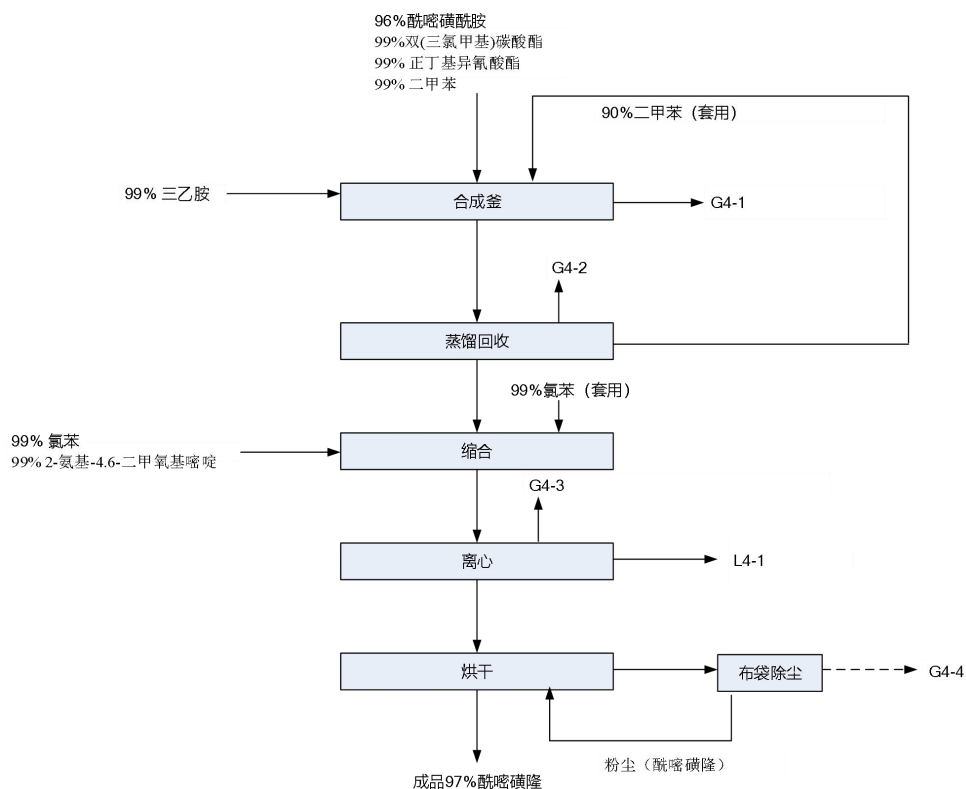 96%酰嘧磺酰胺
99%双(三氯甲基)碳酸酯
99% 正丁基异氰酸酯
99% 二甲苯
90%二甲苯（套用）
99% 三乙胺
合成釜
G4-1
G4-2
蒸馏回收
99%氯苯（套用）
99% 氯苯
99% 2-氨基-4.6-二甲氧基嘧啶
缩合
G4-3
离心
L4-1
烘干
布袋除尘
G4-4
粉尘（酰嘧磺隆）
成品97%酰嘧磺隆